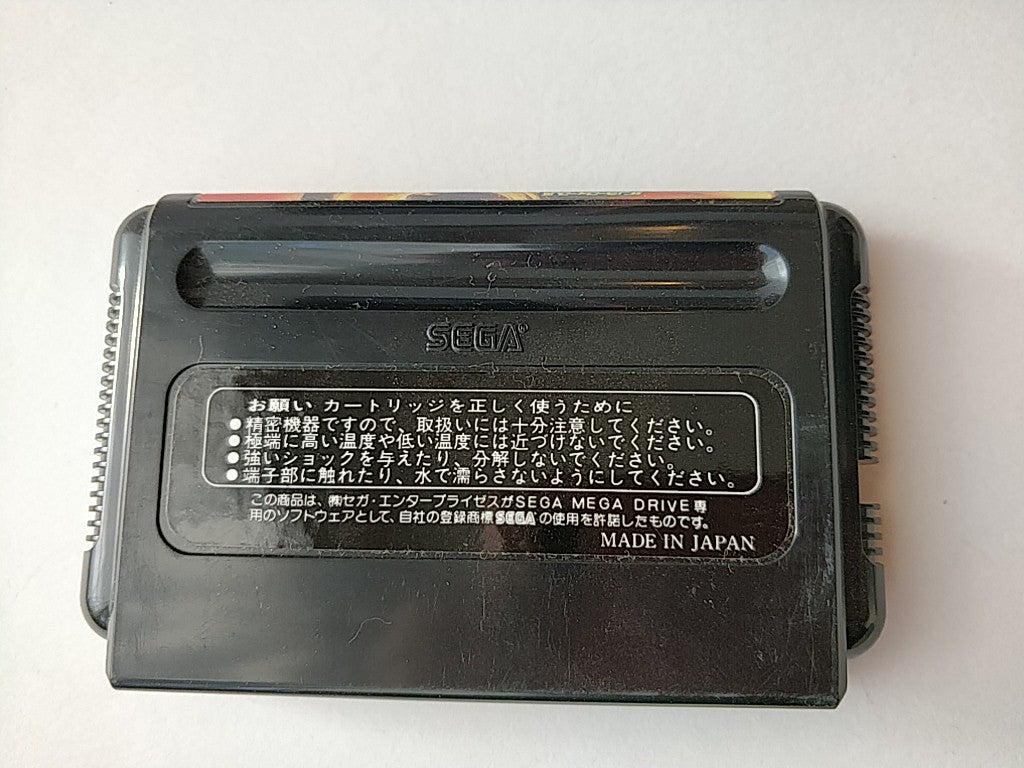 SEGA®
お願い カートリッジを正しく使うために
●精密機器ですので、取扱いには十分注意してください。
●極端に高い温度や低い温度には近づけないでください。
●強いショックを与えたり、分解しないでください。
●端子部に触れたり、水で濡らさないようにしてください。
この商品は、㈱セガ・エンタープライゼスがSEGA MEGA DRIVE専
用のソフトウェアとして、自社の登録商標SEGA®の使用を許諾したものです。
MADE IN JAPAN